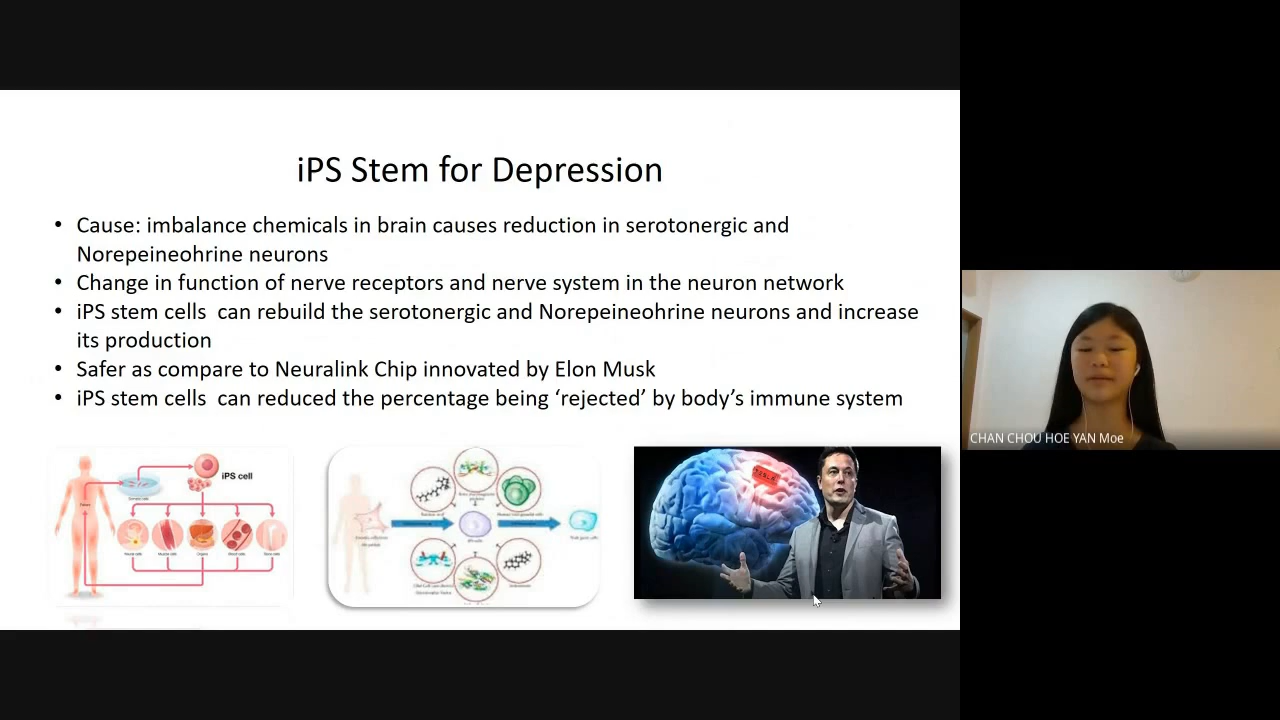 iPS Stem for Depression
• Cause: imbalance chemicals in brain causes reduction in serotonergic and
Norepeineohrine neurons
• Change in function of nerve receptors and nerve system in the neuron network
• iPS stem cells  can rebuild the serotonergic and Norepeineohrine neurons and increase
its production
• Safer as compare to Neuralink Chip innovated by Elon Musk
• iPS stem cells  can reduced the percentage being ‘rejected’ by body’s immune system
iPS cell
CHAN CHOU HOE YAN Moe